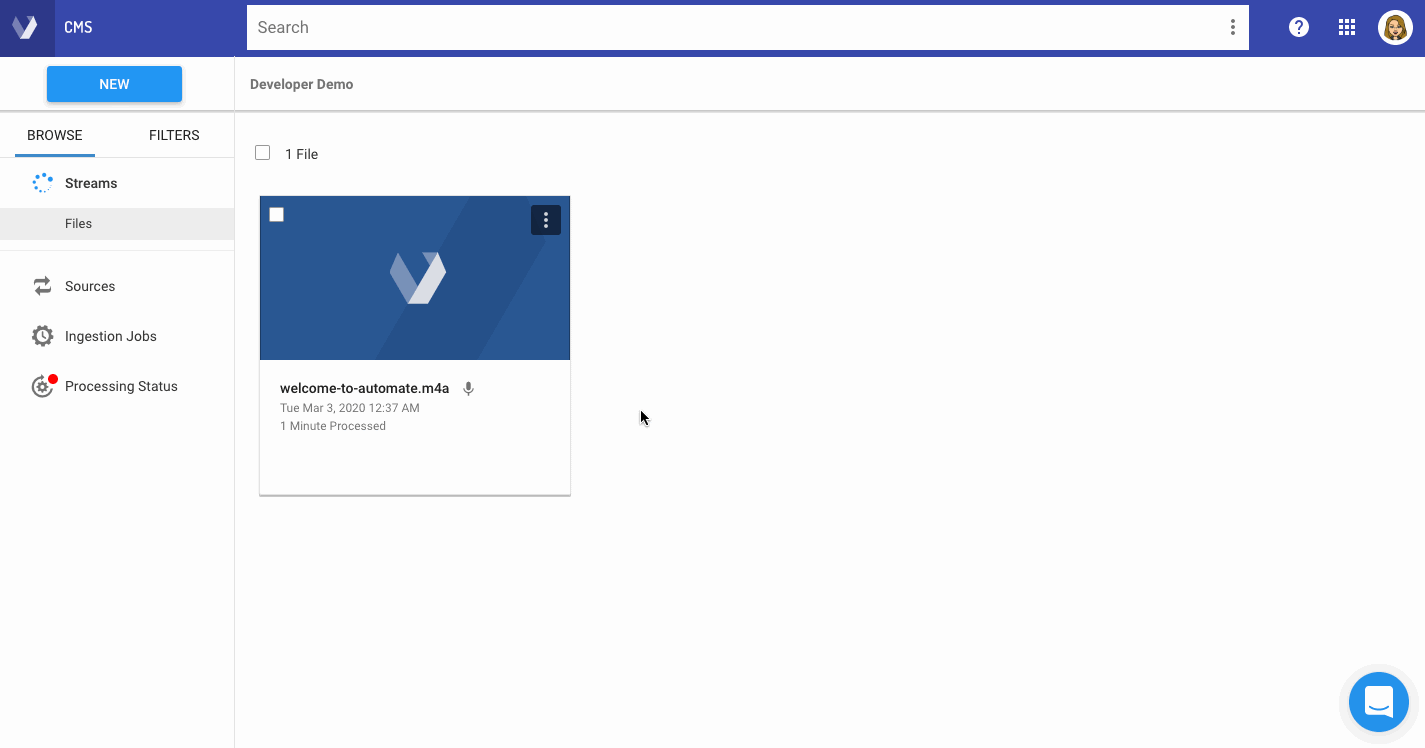 CMS
Search
NEW
Developer Demo
BROWSE
FILTERS
1 File
Streams
Files
Sources
Ingestion Jobs
Processing Status
welcome-to-automate.m4a
Tue Mar 3, 2020 12:37 AM
1 Minute Processed